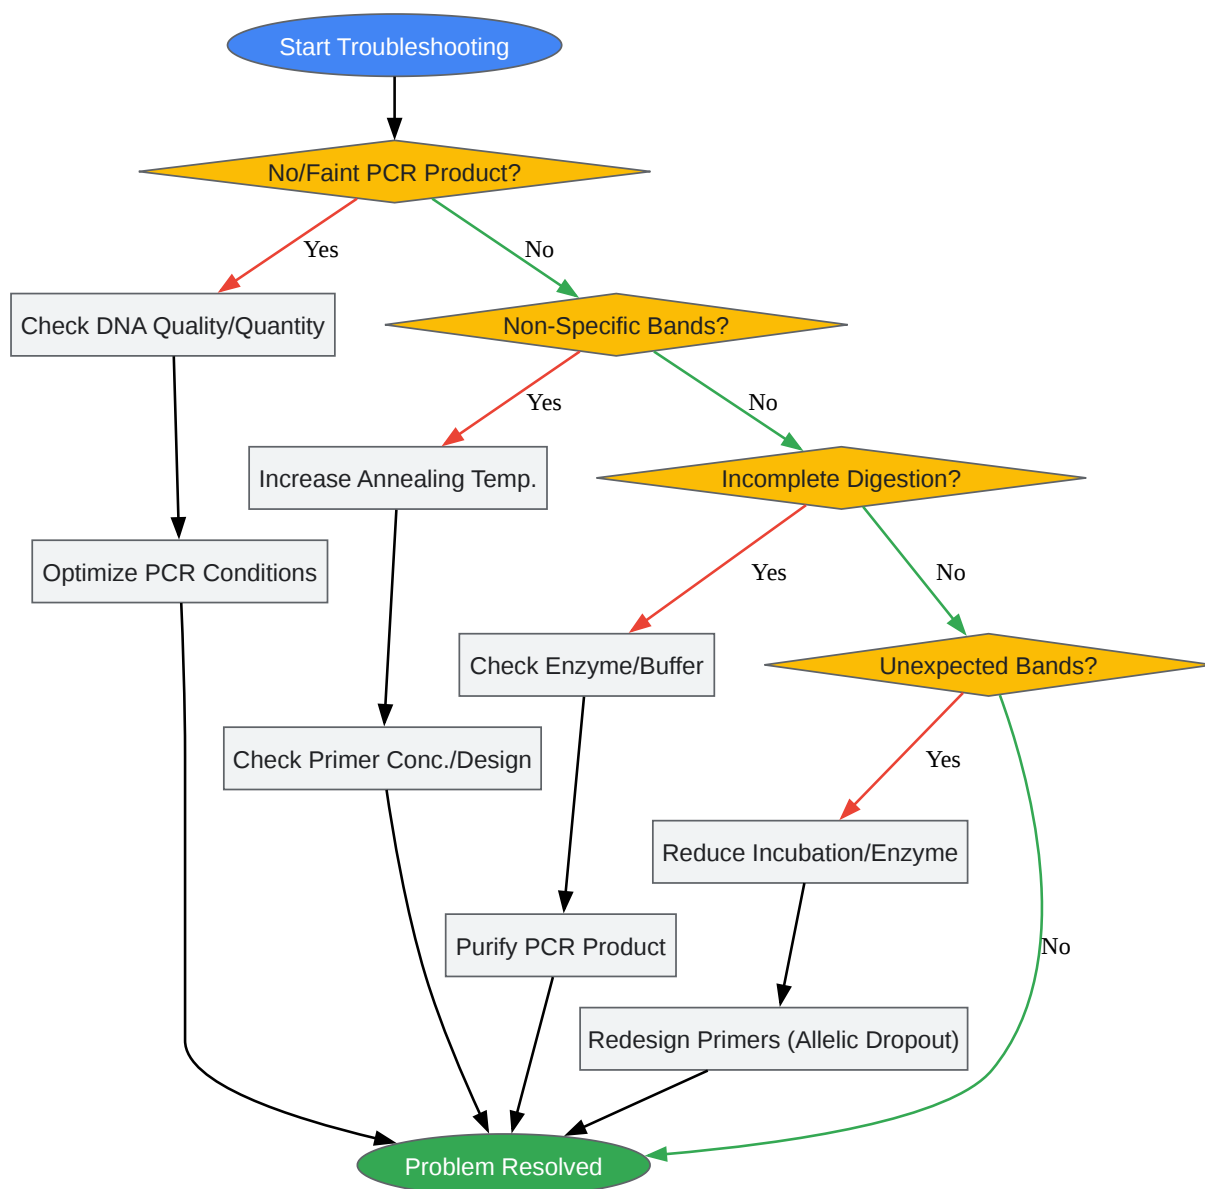 Start Troubleshooting
No/Faint PCR Product?
Yes
No
Check DNA Quality/Quantity
Non-Specific Bands?
Yes
No
Increase Annealing Temp.
Incomplete Digestion?
Optimize PCR Conditions
Yes
No
Check Enzyme/Buffer
Unexpected Bands?
Check Primer Conc./Design
Yes
Reduce Incubation/Enzyme
Purify PCR Product
No
Redesign Primers (Allelic Dropout)
Problem Resolved